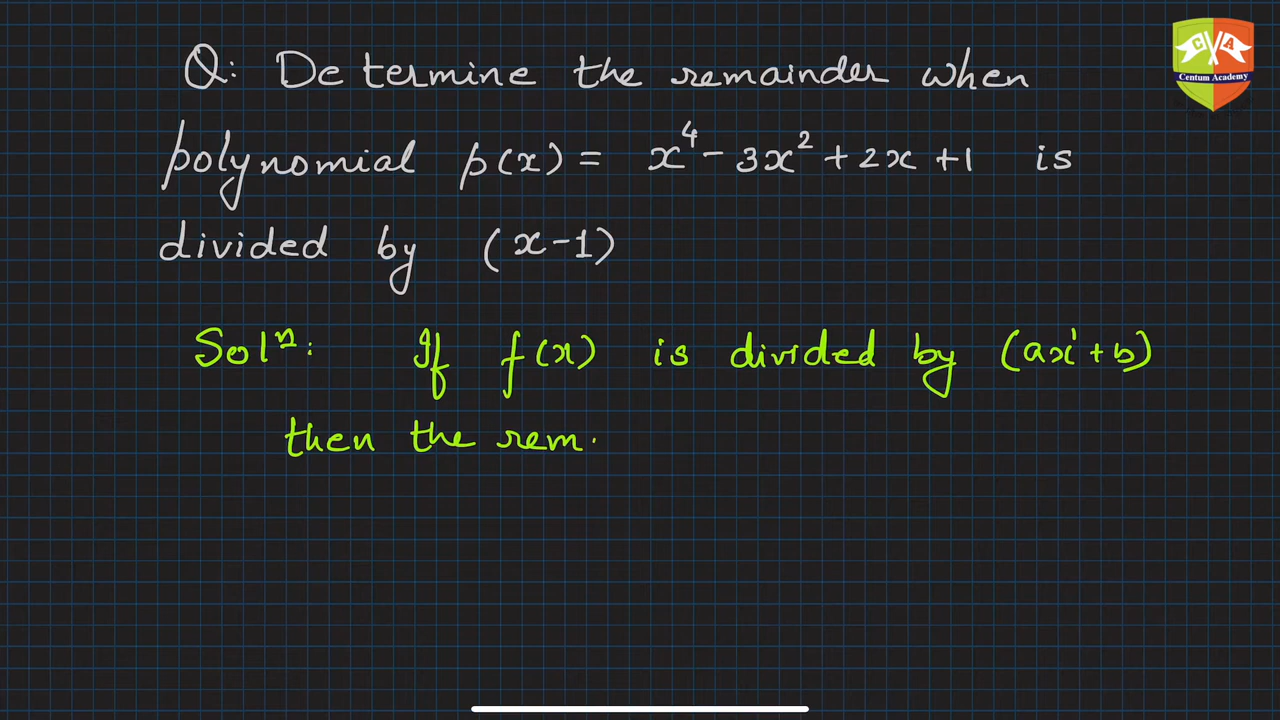 Q: Determine the remainder when
polynomial p(x) = x⁴ - 3x² + 2x + 1 is
divided by (x-1)
Solⁿ: If f(x) is divided by (ax¹+b)
then the rem.
C A
Centum Academy